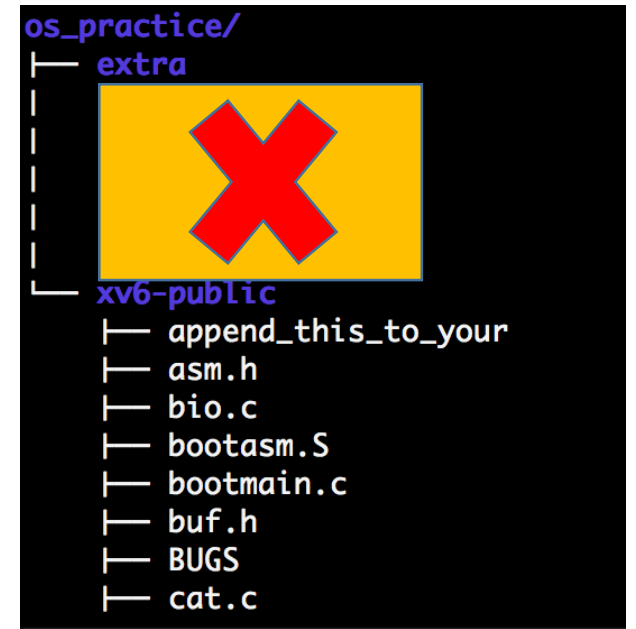 os_practice/
├── extra
│
│
│
│
│
└── xv6-public
├── append_this_to_your
├── asm.h
├── bio.c
├── bootasm.S
├── bootmain.c
├── buf.h
├── BUGS
├── cat.c